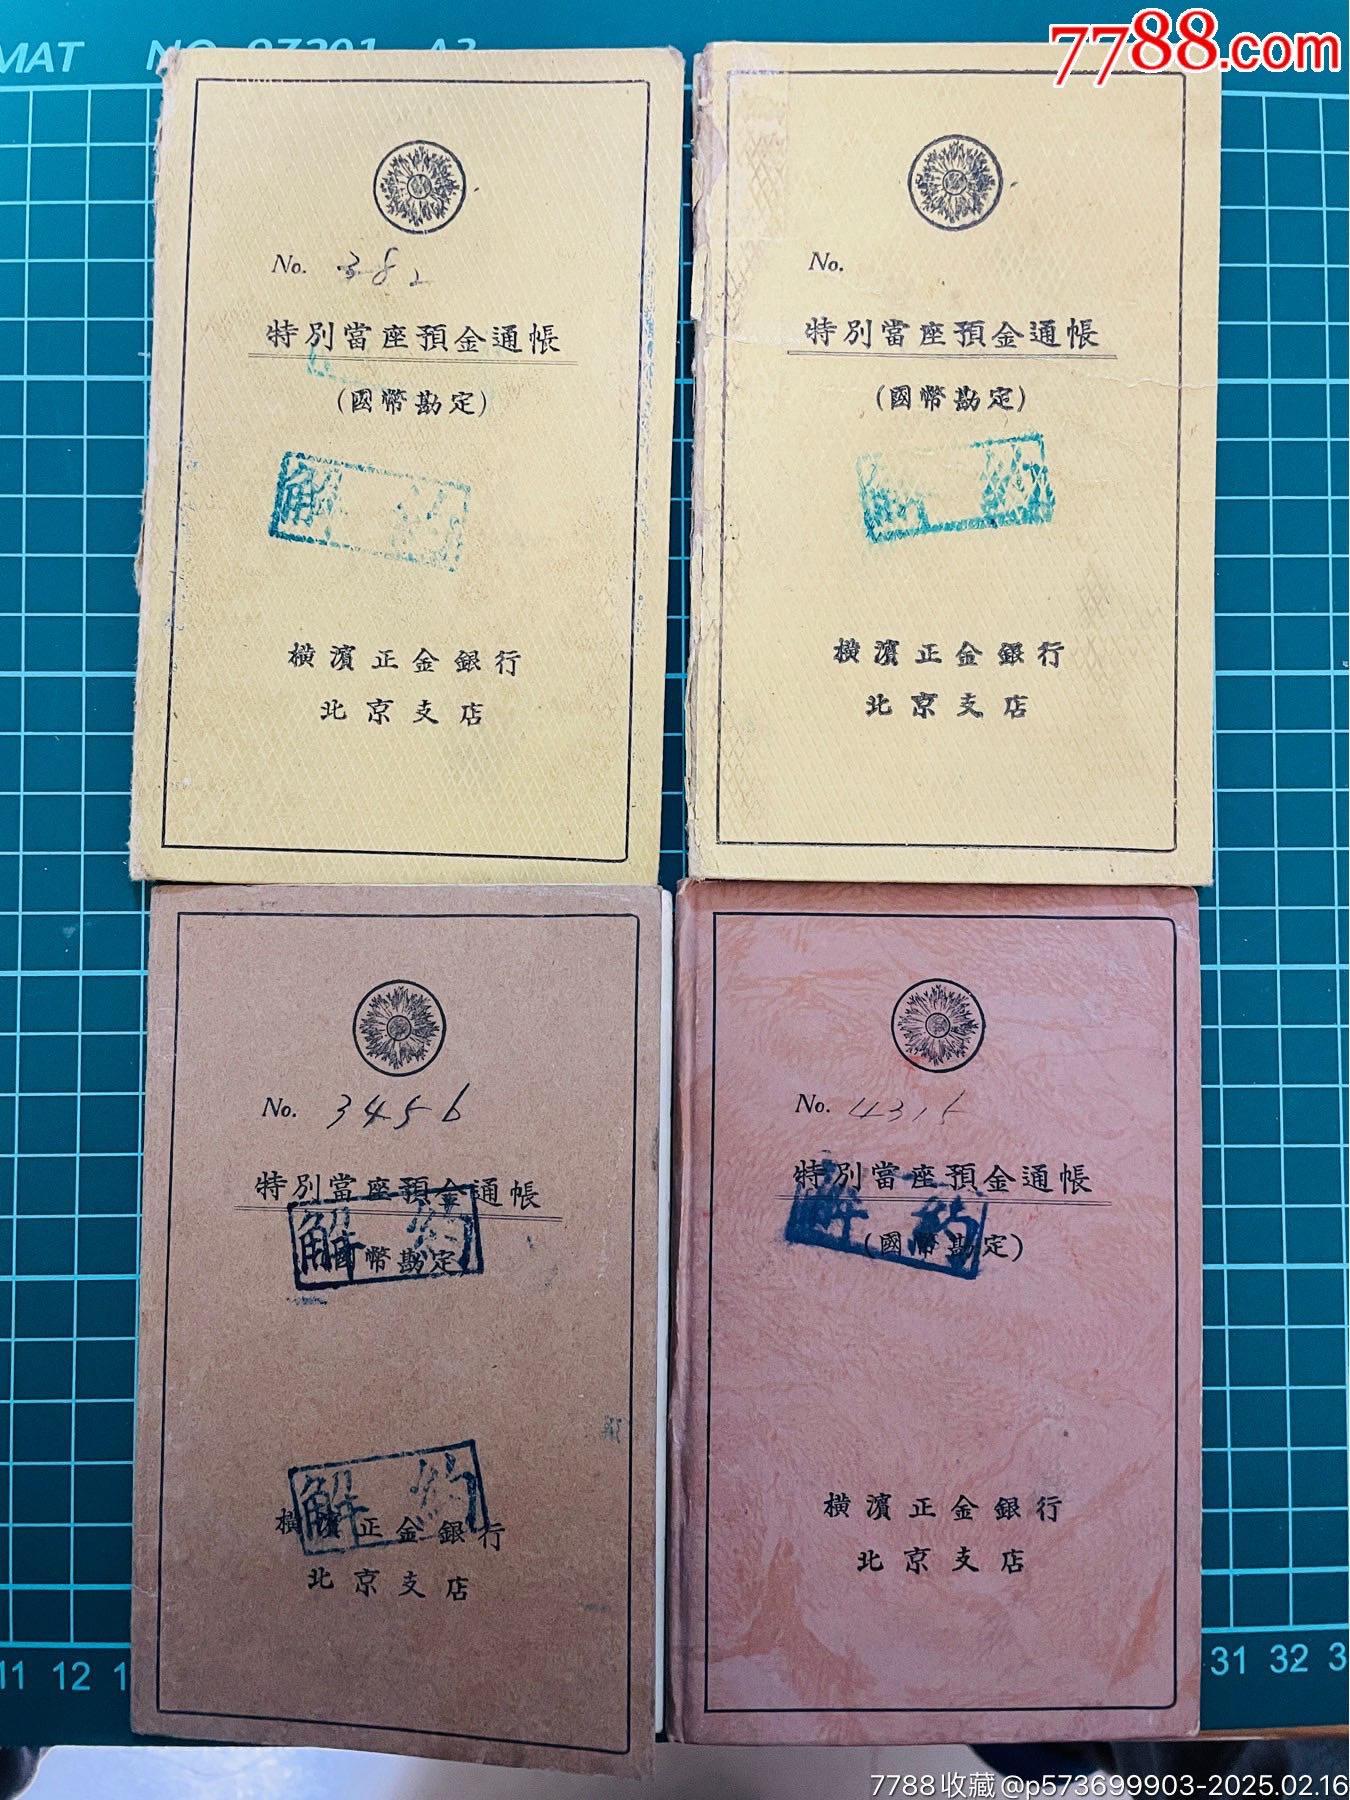 7788.com
No. 382
特別當座預金通帳
(國幣勘定)
解約
橫濱正金銀行
北京支店
No.
特別當座預金通帳
(國幣勘定)
解約
橫濱正金銀行
北京支店
No. 3456
特別當座預金通帳
解約
國幣勘定
解約
橫濱正金銀行
北京支店
No. 4315
特別當座預金通帳
解約
(國幣勘定)
橫濱正金銀行
北京支店
11 12
31 32
7788收藏@p573699903-2025.02.16